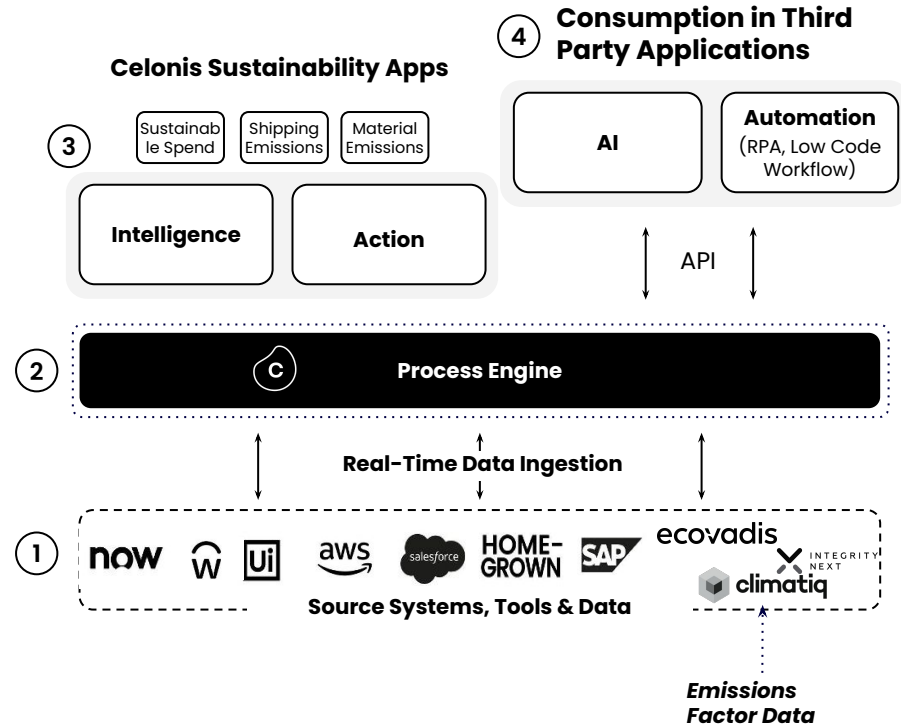 4
Consumption in Third
Party Applications
Celonis Sustainability Apps
3
Sustainab
le Spend
Shipping
Emissions
Material
Emissions
AI
Automation
(RPA, Low Code
Workflow)
Intelligence
Action
API
2
C
Process Engine
Real-Time Data Ingestion
1
now
W
Ui
aws
salesforce
HOME-
GROWN
SAP
ecovadis
INTEGRITY
NEXT
climatiq
Source Systems, Tools & Data
Emissions
Factor Data